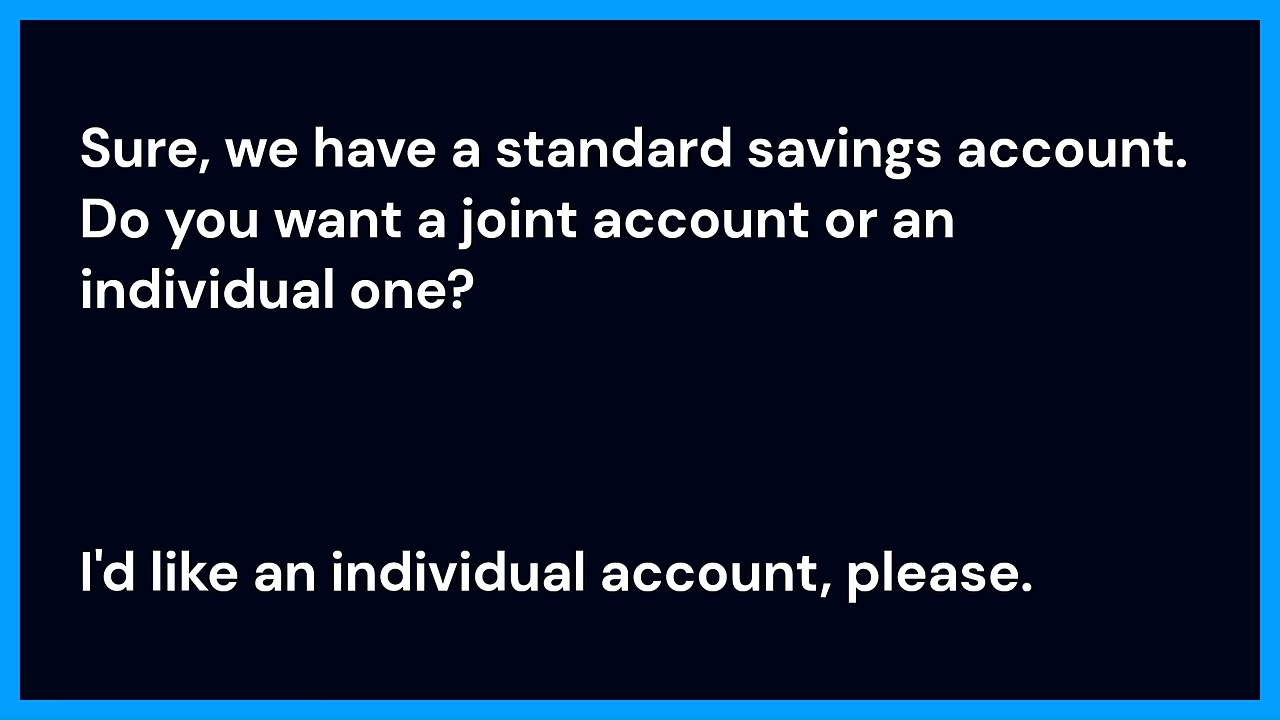 Sure, we have a standard savings account.
Do you want a joint account or an
individual one?
I'd like an individual account, please.